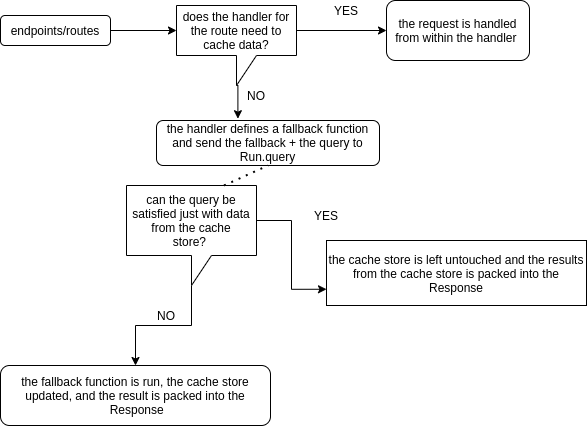 endpoints/routes
does the handler for
the route need to
cache data?
YES
the request is handled
from within the handler
NO
the handler defines a fallback function
and send the fallback + the query to
Run.query
can the query be
satisfied just with data
from the cache
store?
YES
the cache store is left untouched and the results
from the cache store is packed into the
Response
NO
the fallback function is run, the cache store
updated, and the result is packed into the
Response